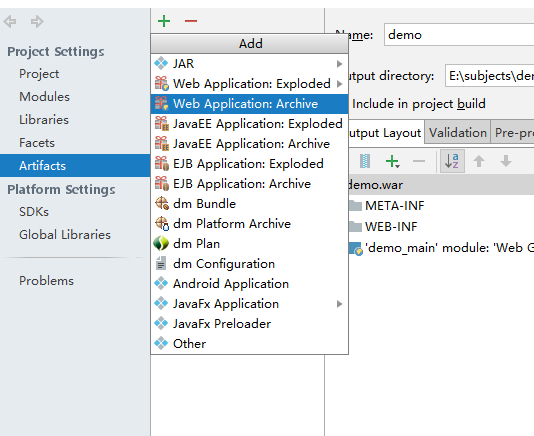 Project Settings
Project
Modules
Libraries
Facets
Artifacts
Platform Settings
SDKs
Global Libraries
Problems
Add
JAR
Web Application: Exploded
Web Application: Archive
JavaEE Application: Exploded
JavaEE Application: Archive
EJB Application: Exploded
EJB Application: Archive
dm Bundle
dm Platform Archive
dm Plan
dm Configuration
Android Application
JavaFx Application
JavaFx Preloader
Other
Name: demo
utput directory: E:\subjects\der
Include in project build
utput Layout Validation Pre-pro
a z
demo.war
META-INF
WEB-INF
'demo_main' module: 'Web G